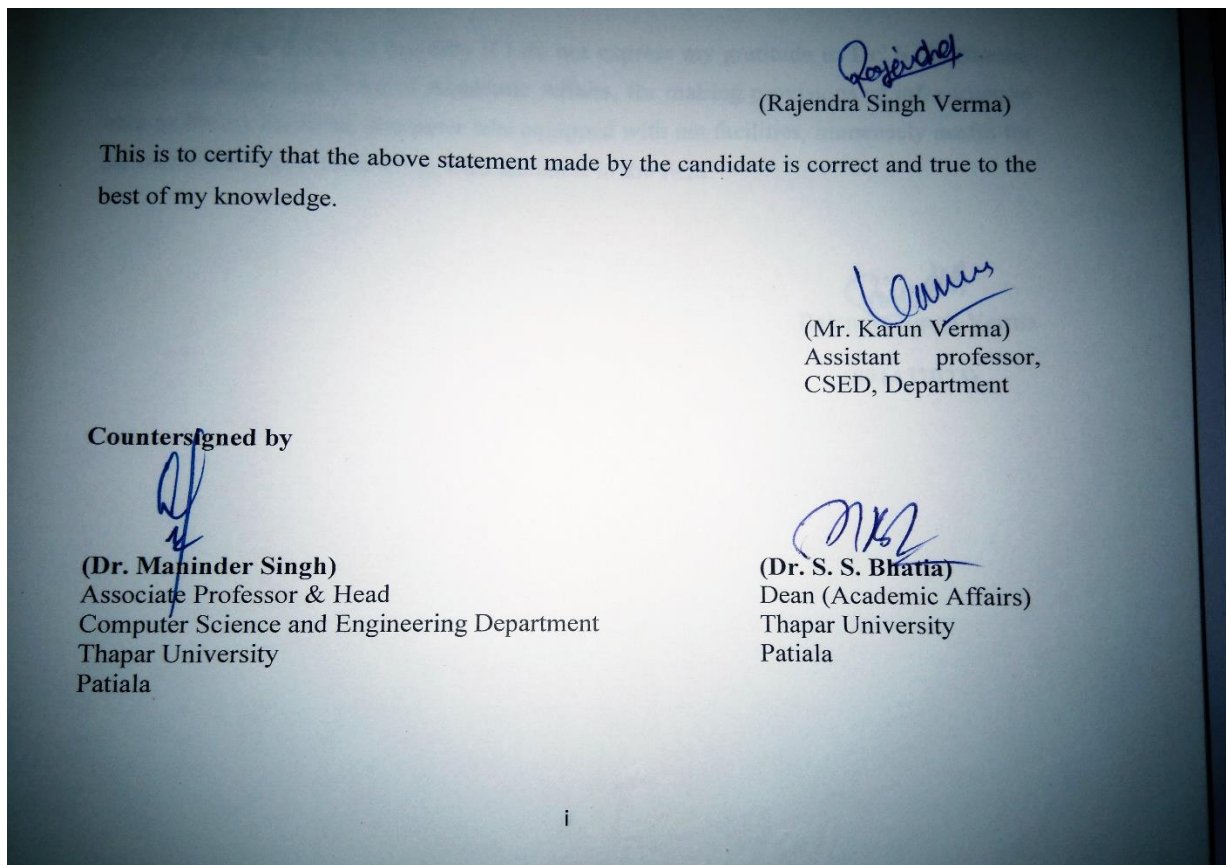 Rajendra
(Rajendra Singh Verma)
This is to certify that the above statement made by the candidate is correct and true to the
best of my knowledge.
(Mr. Karun Verma)
Assistant professor,
CSED, Department
Countersigned by
(Dr. Maninder Singh)
Associate Professor & Head
Computer Science and Engineering Department
Thapar University
Patiala
(Dr. S. S. Bhatia)
Dean (Academic Affairs)
Thapar University
Patiala
i